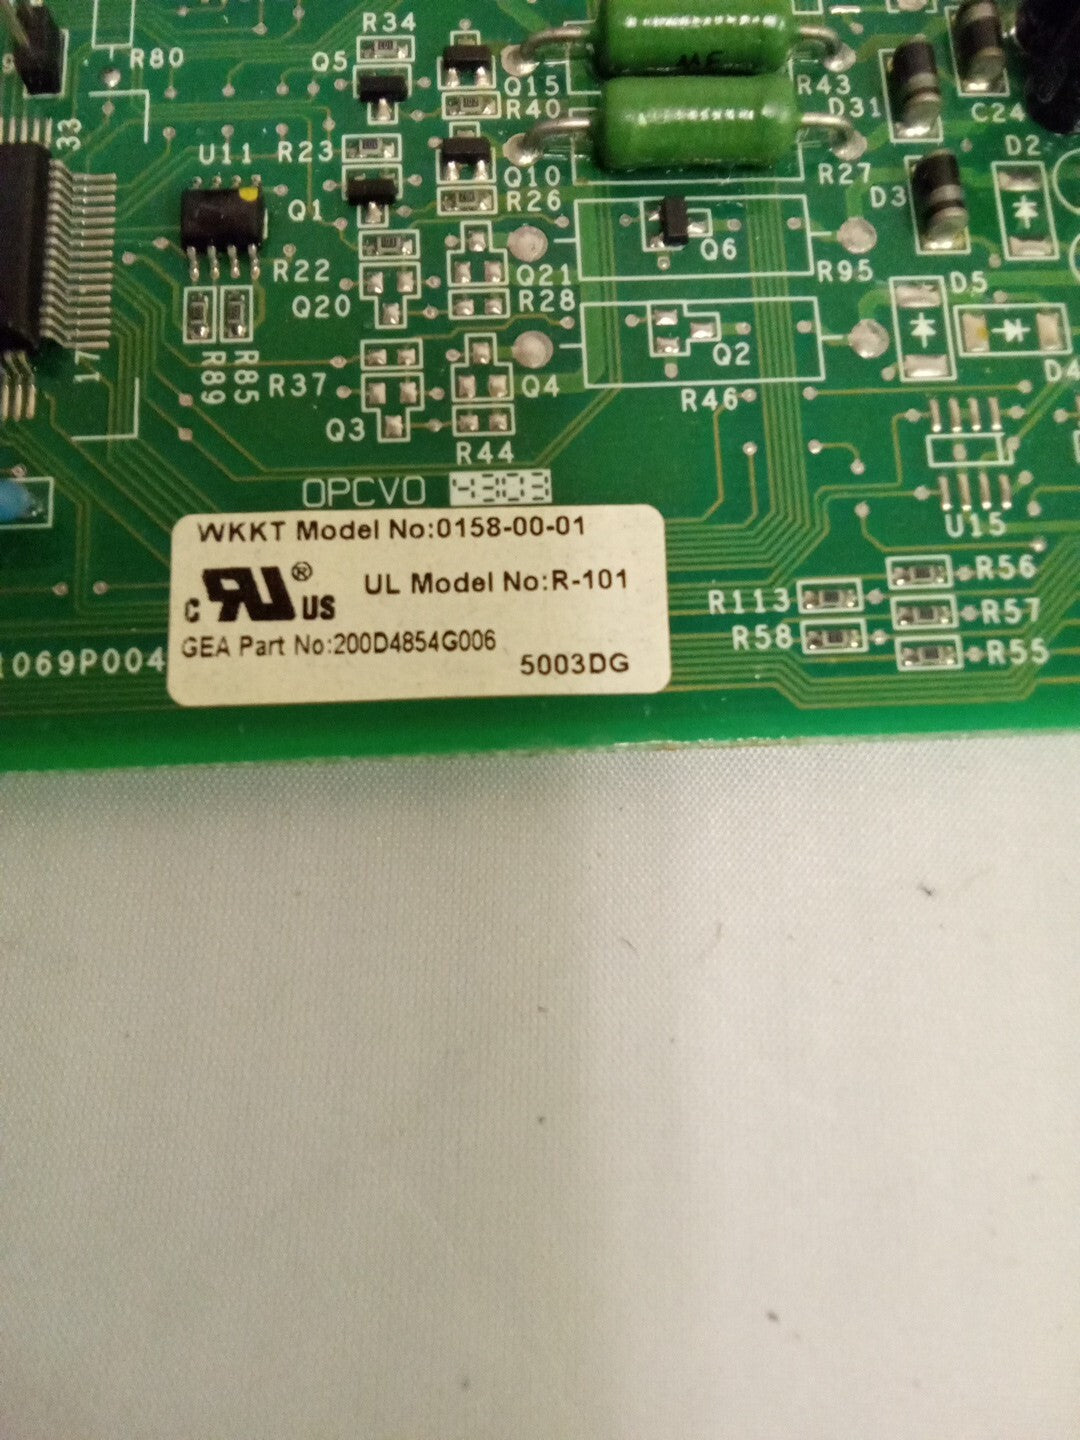 R34
R80
Q5
Q15
R43
R40
D31
C24
33
U11
R23
Q10
R27
D2
Q1
R26
D3
Q6
R22
Q21
R95
Q20
R28
D5
17
R89
R85
R37
Q4
Q2
D4
R46
Q3
R44
OPCVO 4303
U15
WKKT Model No:0158-00-01
c RU ® US
UL Model No:R-101
GEA Part No:200D4854G006
5003DG
1069P004
R56
R113
R57
R58
R55